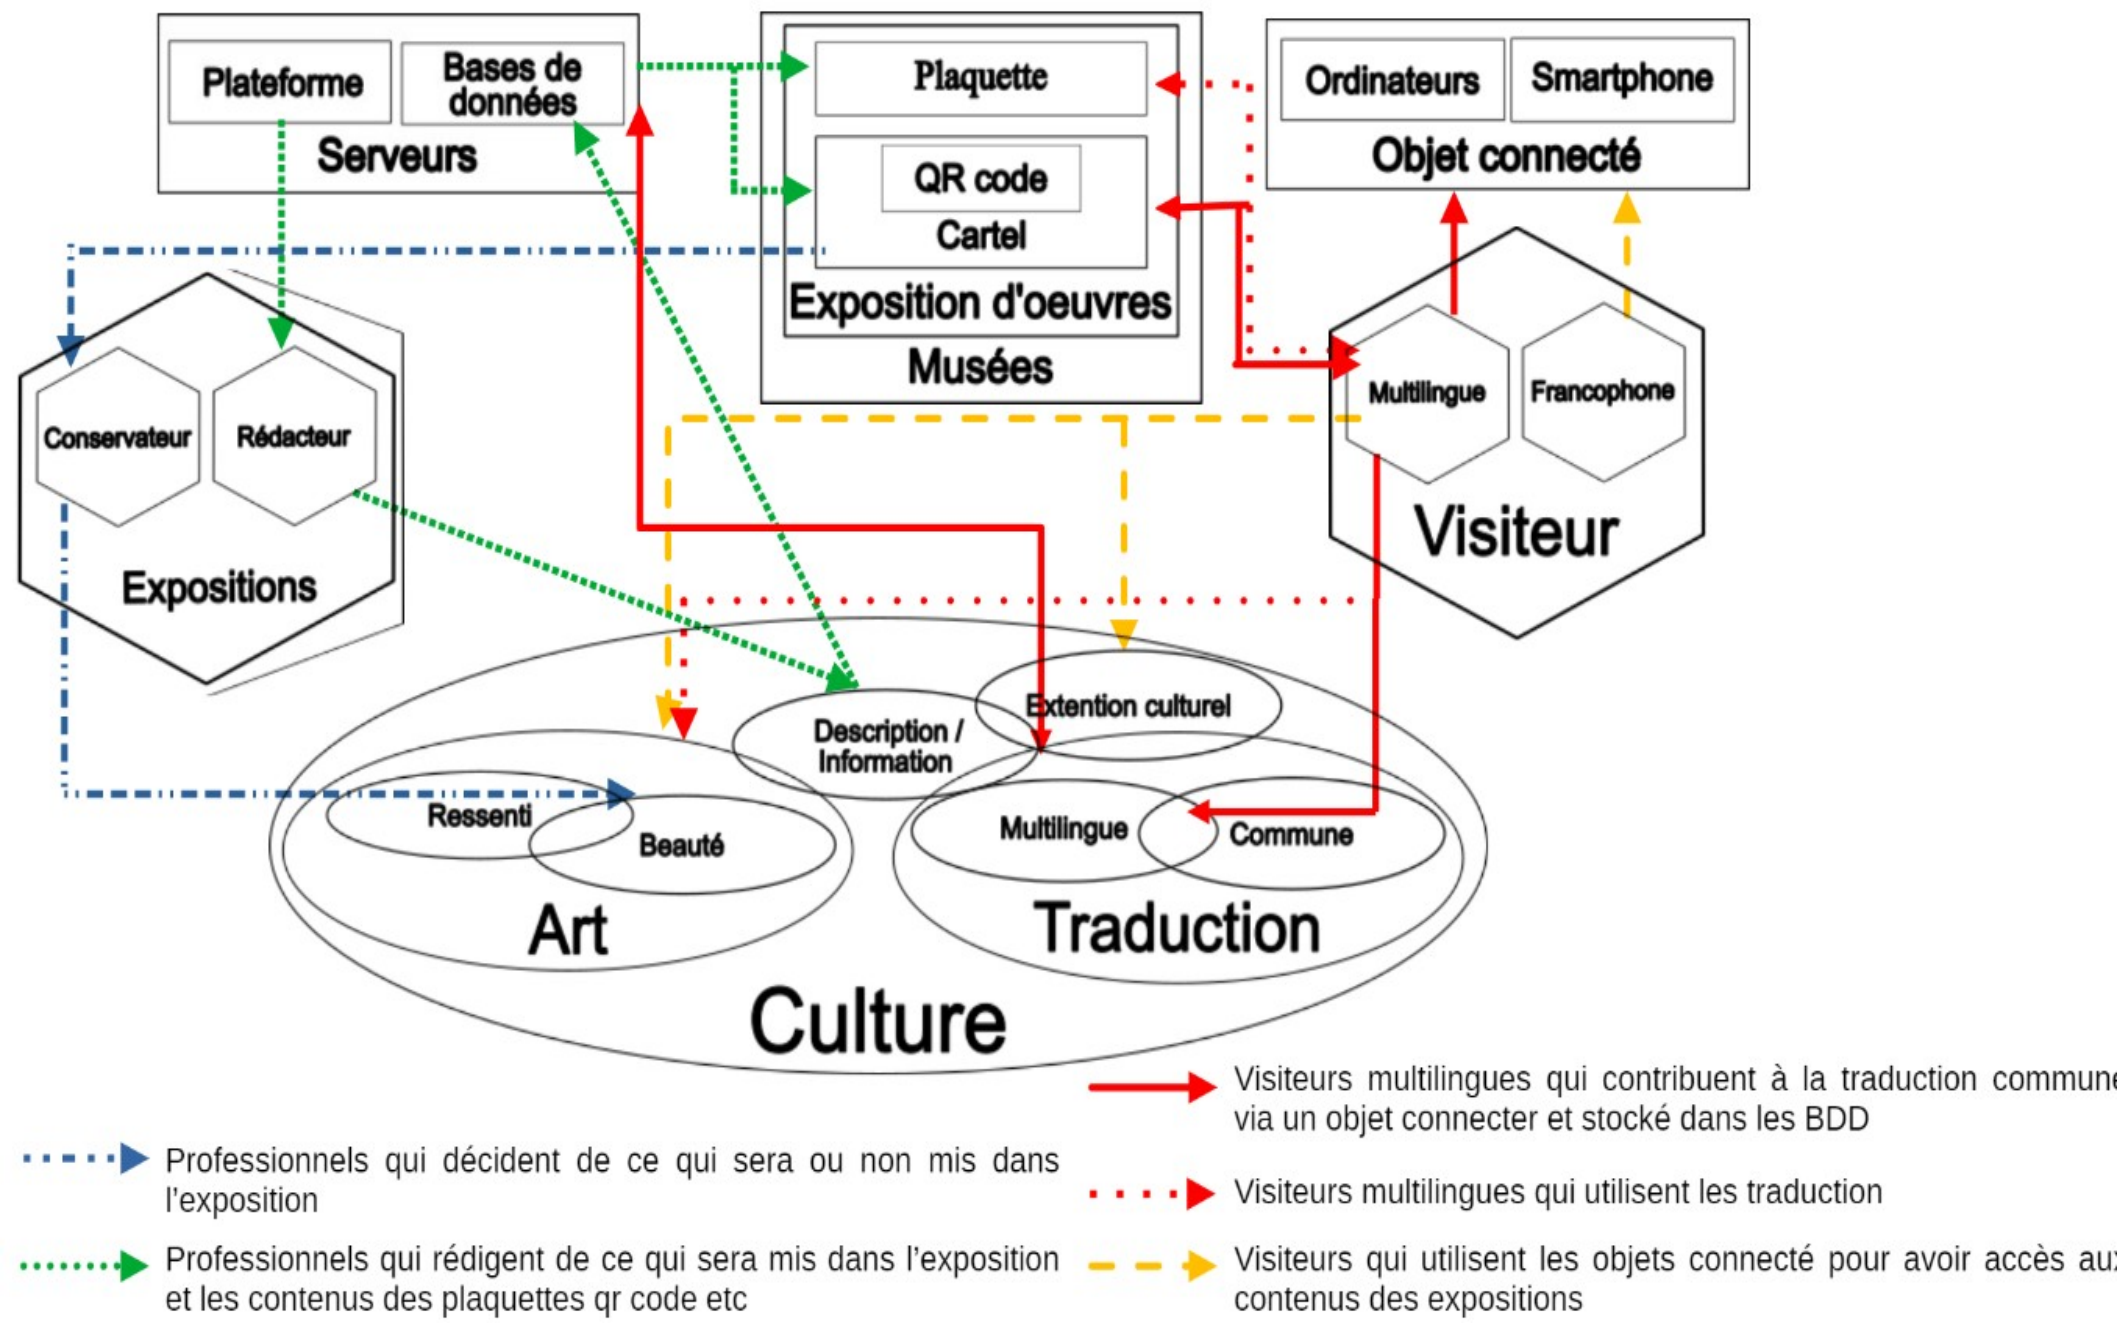 Plateforme
Bases de
données
Serveurs
Plaquette
QR code
Cartel
Exposition d'oeuvres
Musées
Ordinateurs
Smartphone
Objet connecté
Conservateur
Rédacteur
Expositions
Multilingue
Francophone
Visiteur
Description /
Information
Extention culturel
Ressenti
Beauté
Art
Multilingue
Commune
Traduction
Culture
Professionnels qui décident de ce qui sera ou non mis dans
l'exposition
Professionnels qui rédigent de ce qui sera mis dans l'exposition
et les contenus des plaquettes qr code etc
Visiteurs multilingues qui contribuent à la traduction commune
via un objet connecter et stocké dans les BDD
Visiteurs multilingues qui utilisent les traduction
Visiteurs qui utilisent les objets connecté pour avoir accès aux
contenus des expositions